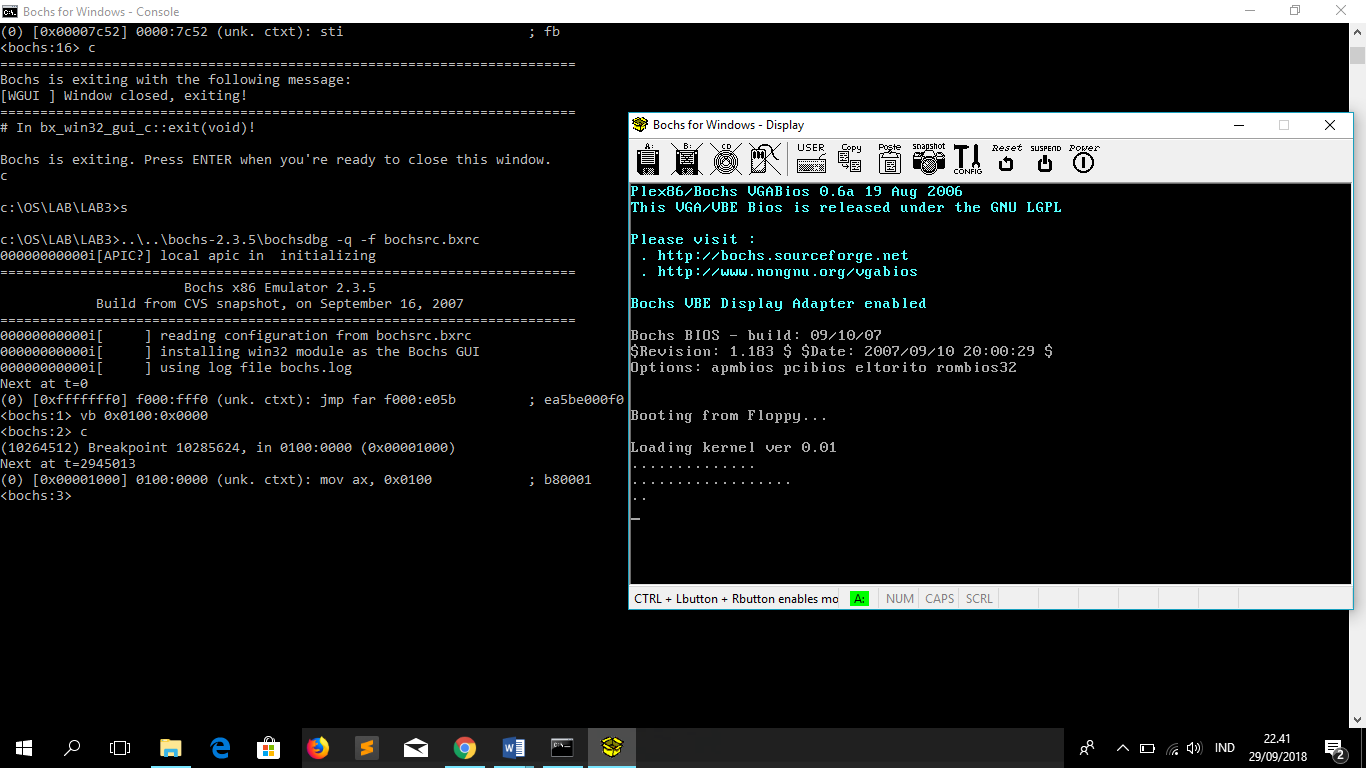 Bochs for Windows - Console
(0) [0x00007c52] 0000:7c52 (unk. ctxt): sti ; fb
<bochs:16> c
========================================================================
Bochs is exiting with the following message:
[WGUI ] Window closed, exiting!
========================================================================
# In bx_win32_gui_c::exit(void)!
Bochs is exiting. Press ENTER when you're ready to close this window.
c
c:\OS\LAB\LAB3>s
c:\OS\LAB\LAB3>..\..\bochs-2.3.5\bochsdbg -q -f bochsrc.bxrc
00000000000i[APIC?] local apic in  initializing
========================================================================
Bochs x86 Emulator 2.3.5
Build from CVS snapshot, on September 16, 2007
========================================================================
00000000000i[     ] reading configuration from bochsrc.bxrc
00000000000i[     ] installing win32 module as the Bochs GUI
00000000000i[     ] using log file bochs.log
Next at t=0
(0) [0xfffffff0] f000:fff0 (unk. ctxt): jmp far f000:e05b ; ea5be000f0
<bochs:1> vb 0x0100:0x0000
<bochs:2> c
(10264512) Breakpoint 10285624, in 0100:0000 (0x00001000)
Next at t=2945013
(0) [0x00001000] 0100:0000 (unk. ctxt): mov ax, 0x0100 ; b80001
<bochs:3>
Bochs for Windows - Display
A: B: CD USER Copy Paste snapshot CONFIG Reset SUSPEND Power
Plex86/Bochs VGABios 0.6a 19 Aug 2006
This VGA/VBE Bios is released under the GNU LGPL
Please visit :
. http://bochs.sourceforge.net
. http://www.nongnu.org/vgabios
Bochs VBE Display Adapter enabled
Bochs BIOS - build: 09/10/07
$Revision: 1.183 $ $Date: 2007/09/10 20:00:29 $
Options: apmbios pcibios eltorito rombios32
Booting from Floppy...
Loading kernel ver 0.01
..............
..................
..
_
CTRL + Lbutton + Rbutton enables mo A: NUM CAPS SCRL
IND 22.41
29/09/2018 2